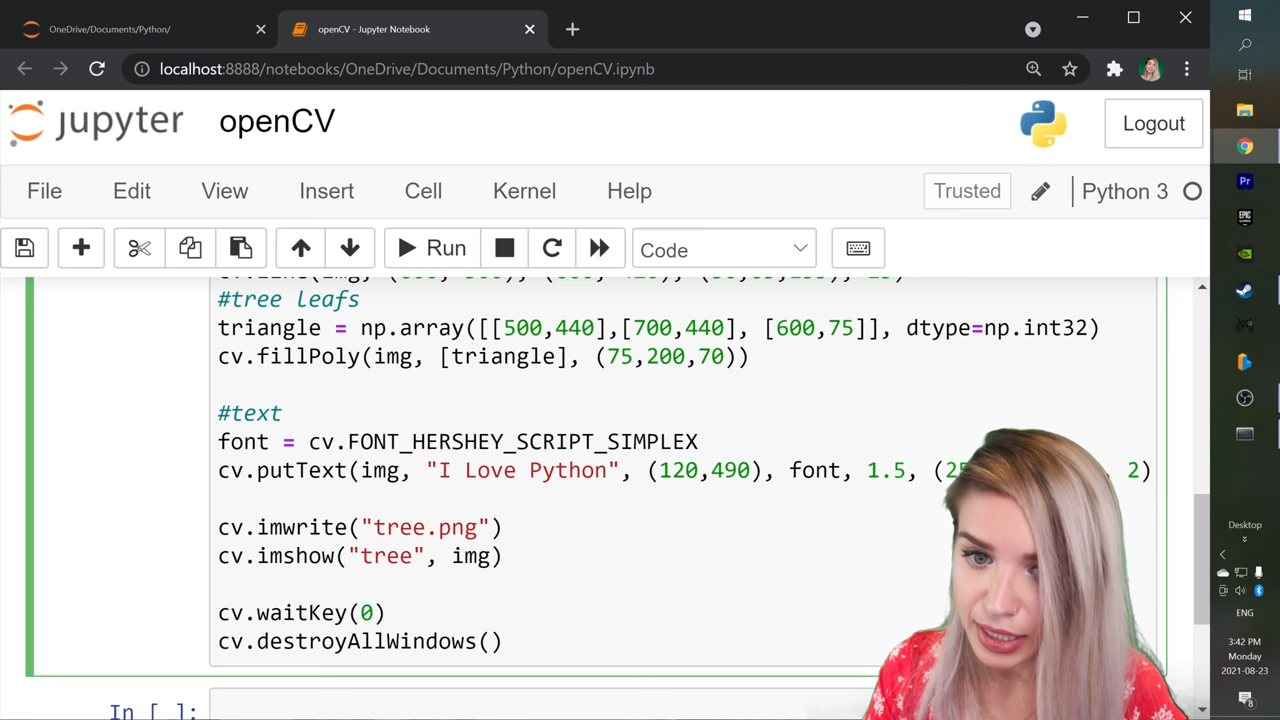 OneDrive/Documents/Python/
openCV - Jupyter Notebook
localhost:8888/notebooks/OneDrive/Documents/Python/openCV.ipynb
jupyter openCV
Logout
File Edit View Insert Cell Kernel Help
Trusted
Python 3
Run
Code
#tree leafs
triangle = np.array([[500,440],[700,440], [600,75]], dtype=np.int32)
cv.fillPoly(img, [triangle], (75,200,70))
#text
font = cv.FONT_HERSHEY_SCRIPT_SIMPLEX
cv.putText(img, "I Love Python", (120,490), font, 1.5, (25 2)
cv.imwrite("tree.png")
cv.imshow("tree", img)
cv.waitKey(0)
cv.destroyAllWindows()
In [ ]:
Pr
EPIC
Desktop
ENG
3:42 PM
Monday
2021-08-23
8